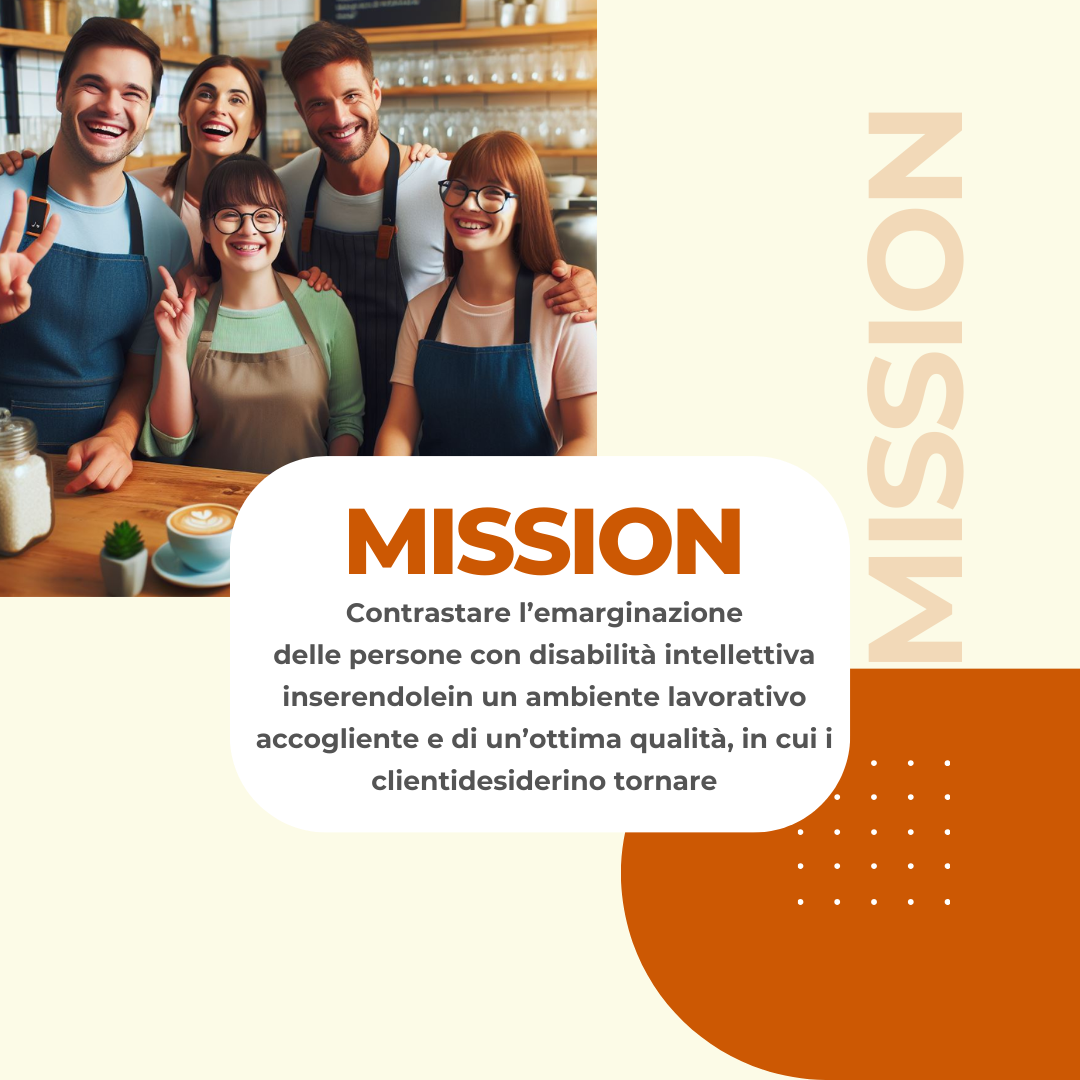 MISSION
MISSION
Contrastare l’emarginazione
delle persone con disabilità intellettiva
inserendolein un ambiente lavorativo
accogliente e di un’ottima qualità, in cui i
clientidesiderino tornare